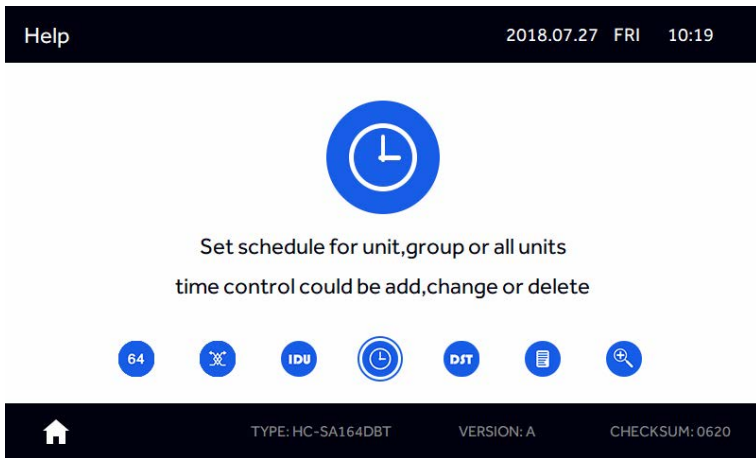 Help
2018.07.27 FRI 10:19
Set schedule for unit,group or all units
time control could be add,change or delete
64
IDU
DST
TYPE: HC-SA164DBT
VERSION: A
CHECKSUM: 0620